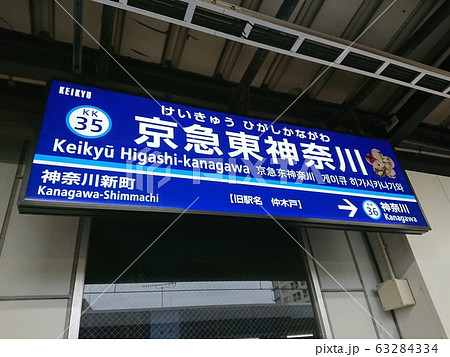 KEIKYU
KK
35
けいきゅう ひがしかながわ
京急東神奈川
Keikyū Higashi-kanagawa 京急东神奈川 게이큐 히가시카나가와
神奈川新町
Kanagawa-Shimmachi
【旧駅名 仲木戸】
→ 36 神奈川
Kanagawa
PIXTA
pixta.jp - 63284334